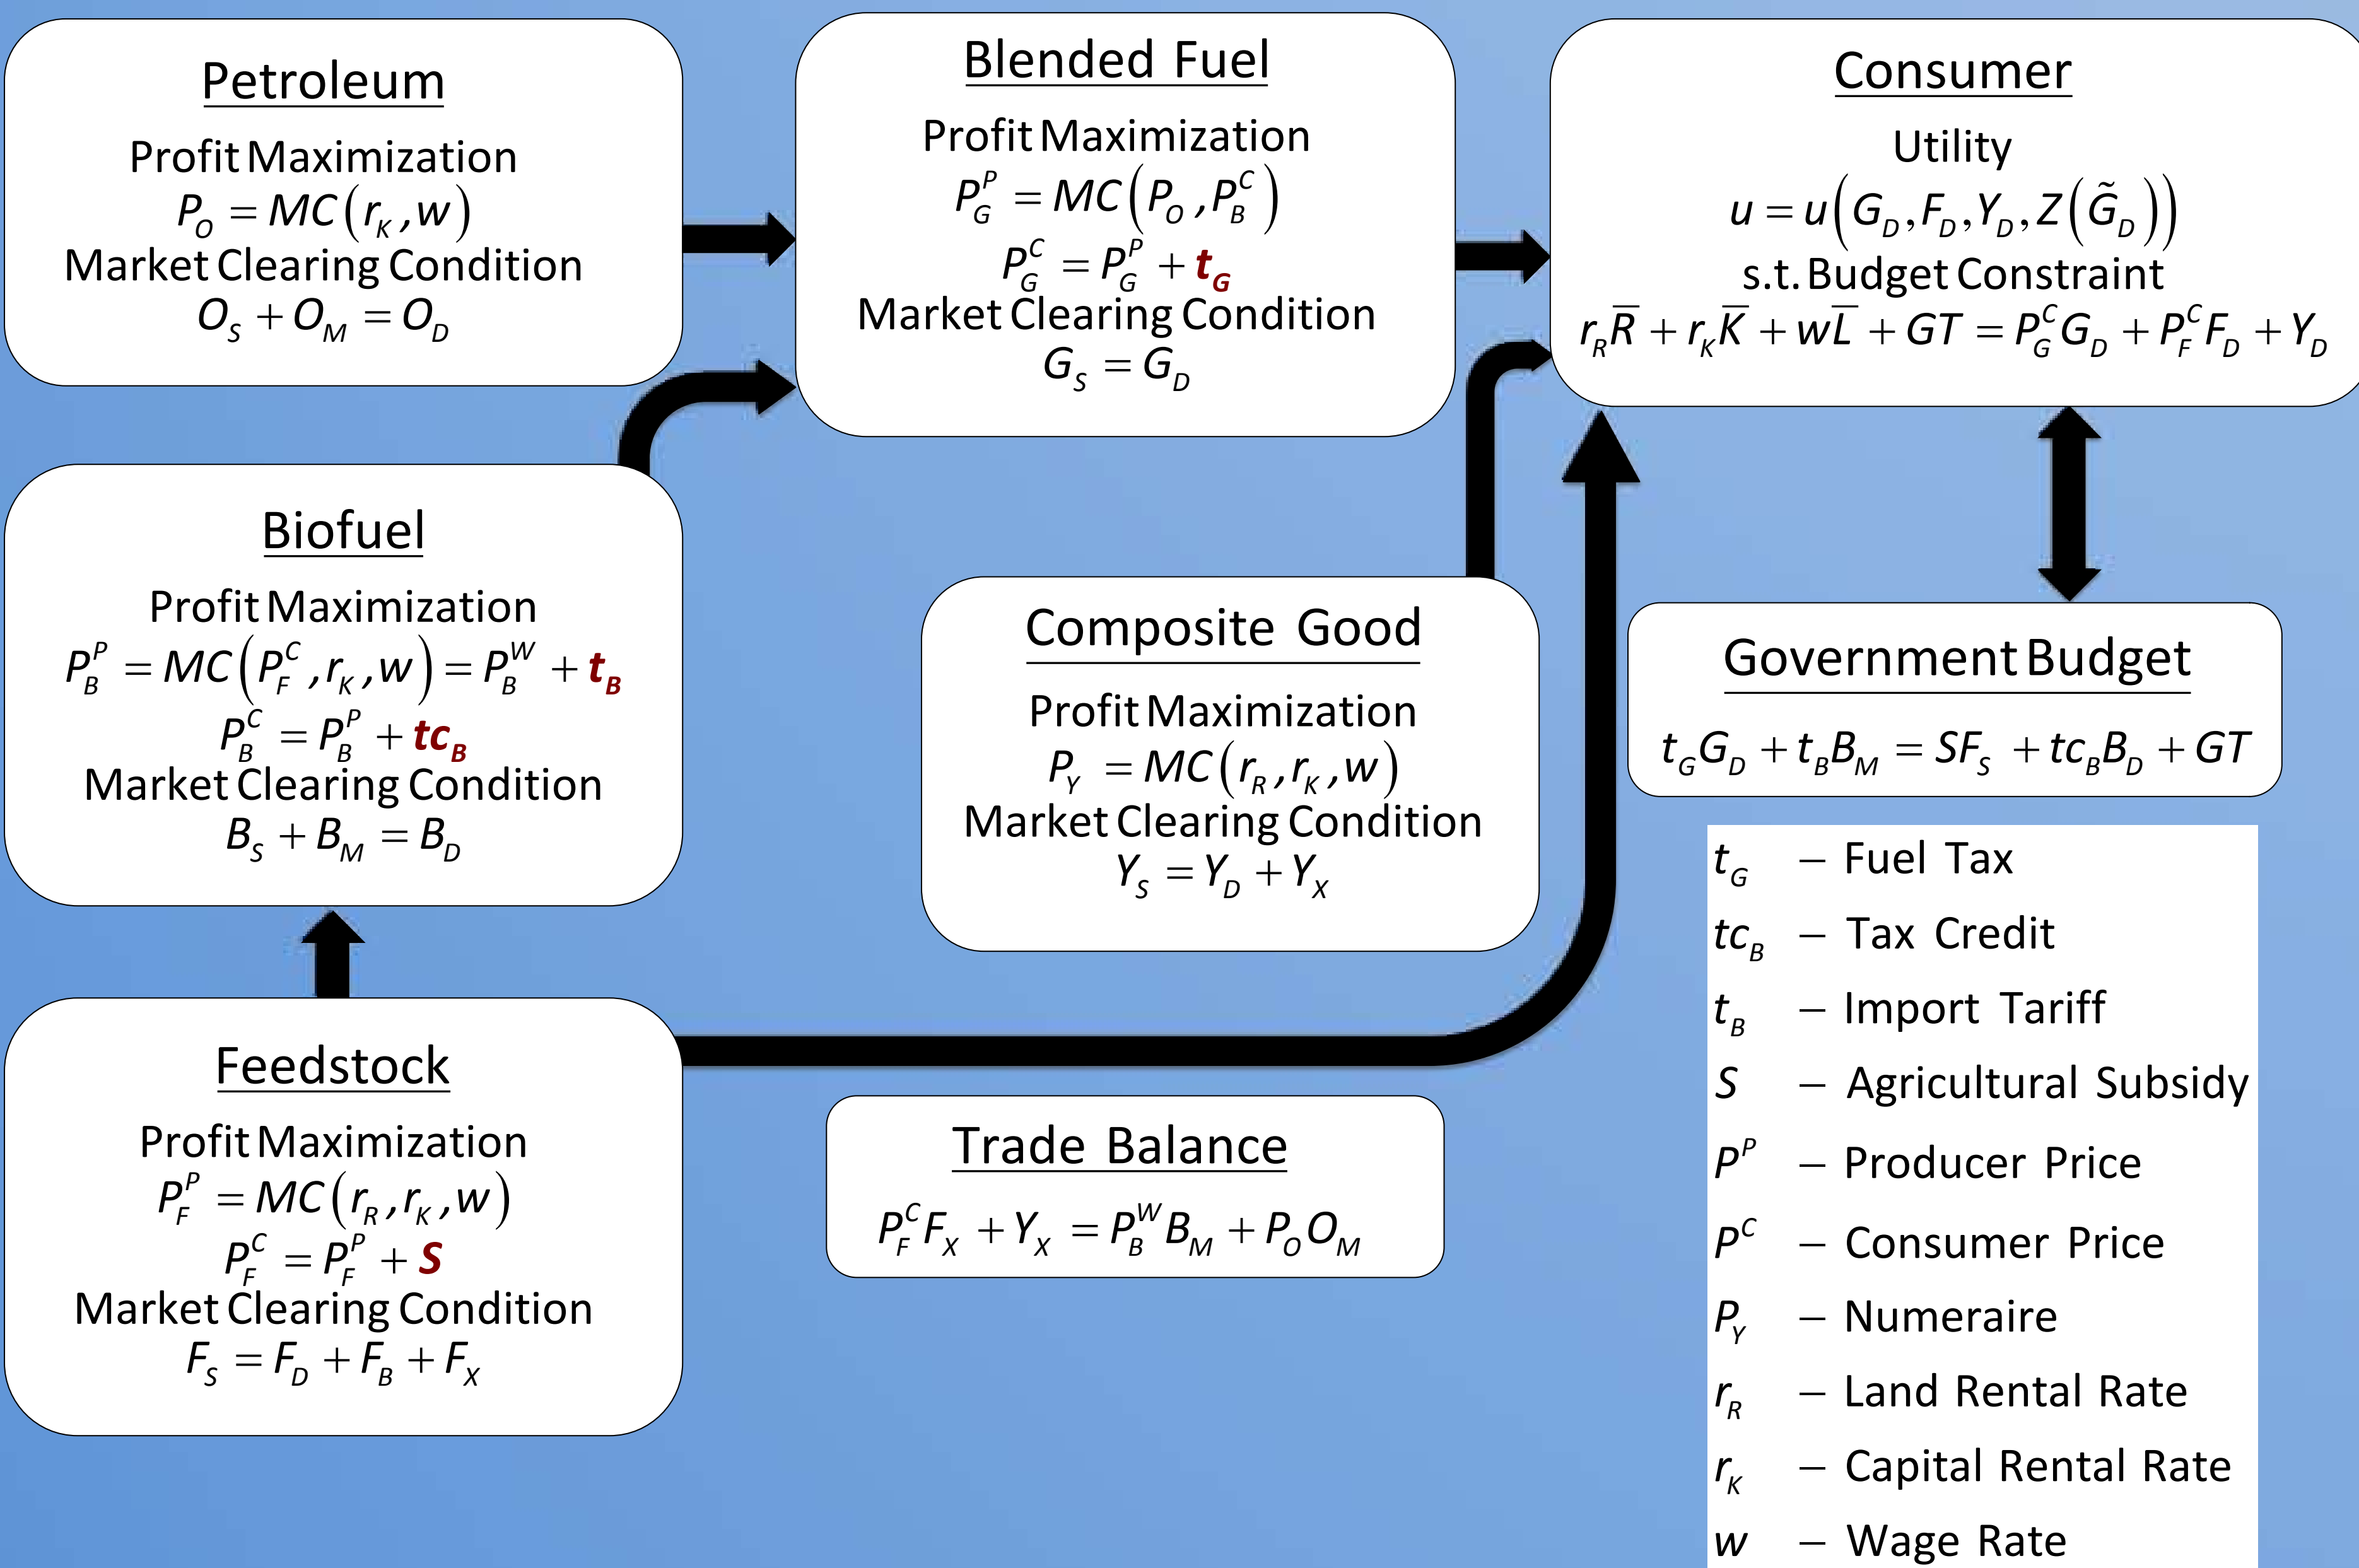 Petroleum
Profit Maximization
P_O = MC(r_K, w)
Market Clearing Condition
O_S + O_M = O_D
Blended Fuel
Profit Maximization
P_G^P = MC(P_O, P_B^C)
P_G^C = P_G^P + t_G
Market Clearing Condition
G_S = G_D
Consumer
Utility
u = u(G_D, F_D, Y_D, Z(G̃_D))
s.t. Budget Constraint
r_R R̅ + r_K K̅ + w L̅ + GT = P_G^C G_D + P_F^C F_D + Y_D
Biofuel
Profit Maximization
P_B^P = MC(P_F^C, r_K, w) = P_B^W + t_B
P_B^C = P_B^P + tc_B
Market Clearing Condition
B_S + B_M = B_D
Composite Good
Profit Maximization
P_Y = MC(r_R, r_K, w)
Market Clearing Condition
Y_S = Y_D + Y_X
Government Budget
t_G G_D + t_B B_M = SF_S + tc_B B_D + GT
Feedstock
Profit Maximization
P_F^P = MC(r_R, r_K, w)
P_F^C = P_F^P + S
Market Clearing Condition
F_S = F_D + F_B + F_X
Trade Balance
P_F^C F_X + Y_X = P_B^W B_M + P_O O_M
t_G – Fuel Tax
tc_B – Tax Credit
t_B – Import Tariff
S – Agricultural Subsidy
P^P – Producer Price
P^C – Consumer Price
P_Y – Numeraire
r_R – Land Rental Rate
r_K – Capital Rental Rate
w – Wage Rate